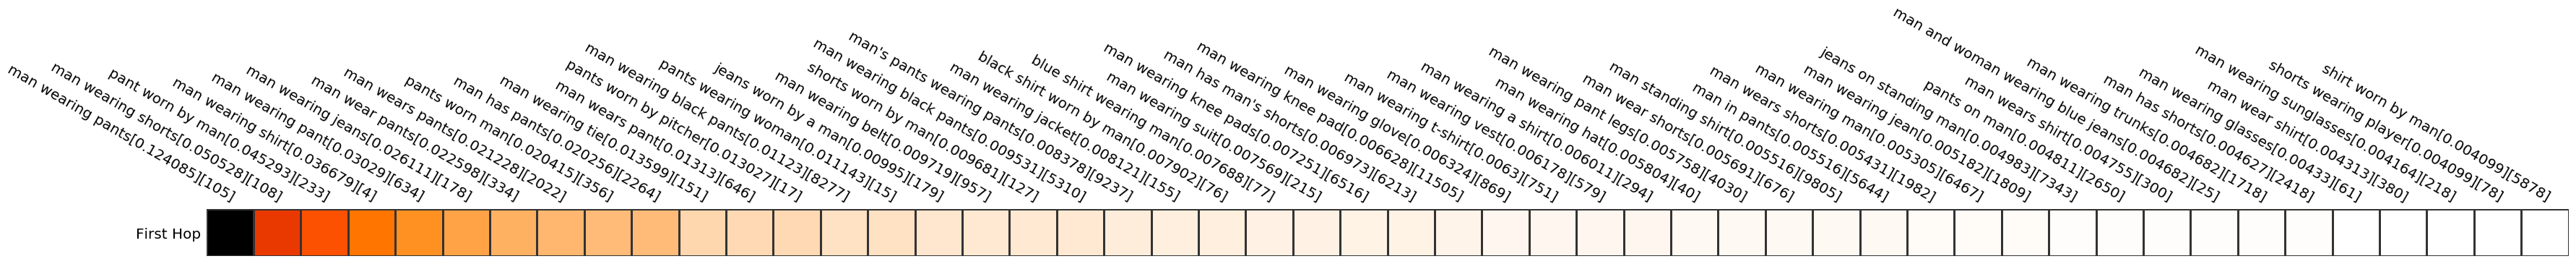 man wearing pants[0.124085][105]
man wearing shorts[0.050528][108]
pant worn by man[0.045293][233]
man wearing shirt[0.036679][4]
man wearing pant[0.03029][634]
man wearing jeans[0.026111][178]
man wear pants[0.022598][334]
man wears pants[0.021228][2022]
pants worn man[0.020415][356]
man has pants[0.020256][2264]
man wearing tie[0.013599][151]
man wears pant[0.01313][646]
pants worn by pitcher[0.013027][17]
man wearing black pants[0.01123][8277]
pants wearing woman[0.011143][15]
jeans worn by a man[0.00995][179]
man wearing belt[0.009719][957]
shorts worn by man[0.009681][127]
man wearing black pants[0.009531][5310]
man's pants wearing pants[0.008378][9237]
man wearing jacket[0.00812][155]
black shirt worn by man[0.007902][76]
blue shirt wearing man[0.007688][77]
man wearing suit[0.007569][215]
man wearing knee pads[0.007251][6516]
man has man's shorts[0.006973][6213]
man wearing knee pad[0.006628][11505]
man wearing glove[0.006324][869]
man wearing t-shirt[0.0063][751]
man wearing vest[0.006178][579]
man wearing a shirt[0.006011][294]
man wearing hat[0.005804][40]
man wearing pant legs[0.005758][4030]
man wear shorts[0.005691][676]
man standing shirt[0.005516][9805]
man in pants[0.005516][5644]
man wears shorts[0.005431][1982]
man wearing man[0.005305][6467]
man wearing jean[0.005182][1809]
jeans on standing man[0.004983][7343]
pants on man[0.004811][2650]
man wears shirt[0.004755][300]
man and woman wearing blue jeans[0.004682][25]
man wearing trunks[0.004682][1718]
man has shorts[0.004627][2418]
man wearing glasses[0.00433][61]
man wear shirt[0.004313][380]
man wearing sunglasses[0.004164][218]
shorts wearing player[0.004099][78]
shirt worn by man[0.004099][5878]
First Hop